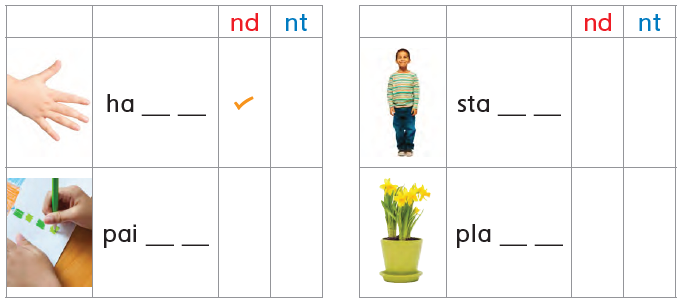 nd nt
ha __ __ ✓
pai __ __
nd nt
sta __ __
pla __ __